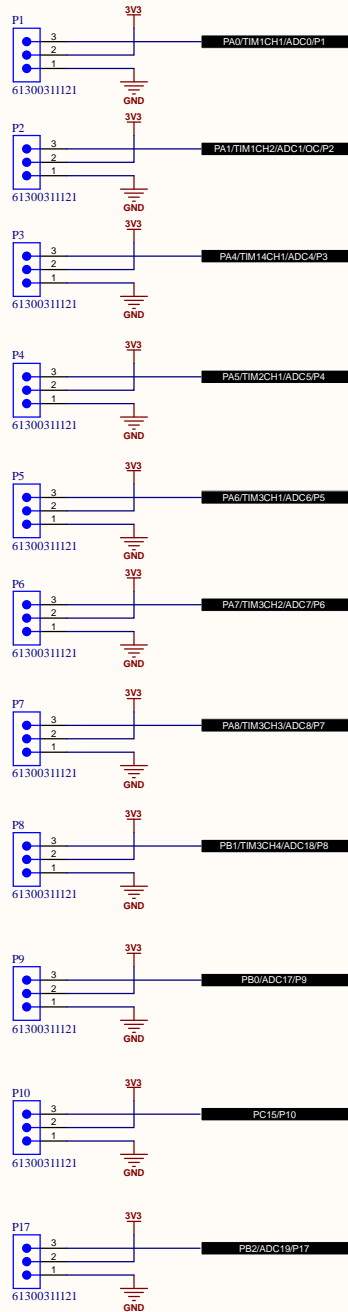 P1
3V3
3 PA0/TIM1CH1/ADC0/P1
2
1
61300311121
GND
P2
3V3
3 PA1/TIM1CH2/ADC1/OC/P2
2
1
61300311121
GND
P3
3V3
3 PA4/TIM14CH1/ADC4/P3
2
1
61300311121
GND
P4
3V3
3 PA5/TIM2CH1/ADC5/P4
2
1
61300311121
GND
P5
3V3
3 PA6/TIM3CH1/ADC6/P5
2
1
61300311121
GND
P6
3V3
3 PA7/TIM3CH2/ADC7/P6
2
1
61300311121
GND
P7
3V3
3 PA8/TIM3CH3/ADC8/P7
2
1
61300311121
GND
P8
3V3
3 PB1/TIM3CH4/ADC18/P8
2
1
61300311121
GND
P9
3V3
3 PB0/ADC17/P9
2
1
61300311121
GND
P10
3V3
3 PC15/P10
2
1
61300311121
GND
P17
3V3
3 PB2/ADC19/P17
2
1
61300311121
GND